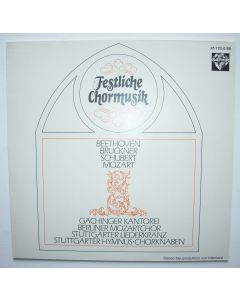 Festliche
Chormusik
BEETHOVEN
BRUCKNER
SCHUBERT
MOZART
GÄCHINGER KANTOREI
BERLINER MOZARTCHOR
STUTTGARTER LIEDERKRANZ
STUTTGARTER HYMNUS-CHORKNABEN